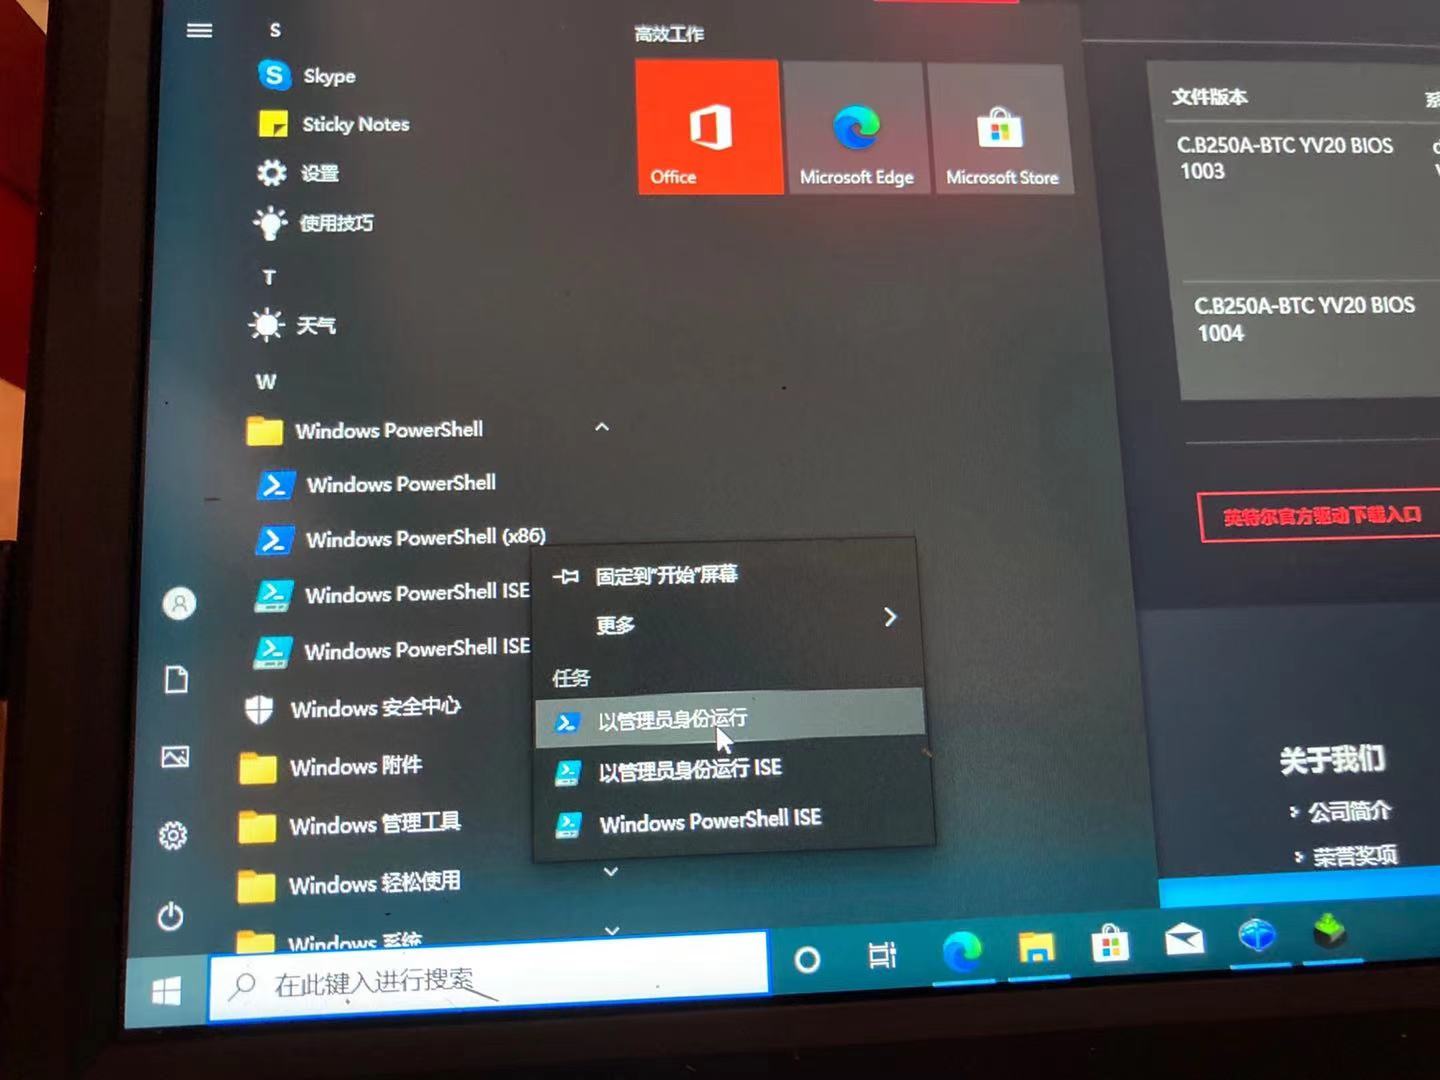 S
Skype
Sticky Notes
设置
使用技巧
T
天气
W
Windows PowerShell
Windows PowerShell
Windows PowerShell (x86)
Windows PowerShell ISE
Windows PowerShell ISE
Windows 安全中心
Windows 附件
Windows 管理工具
Windows 轻松使用
Windows 系统
在此键入进行搜索
高效工作
Office
Microsoft Edge
Microsoft Store
固定到"开始"屏幕
更多
任务
以管理员身份运行
以管理员身份运行 ISE
Windows PowerShell ISE
文件版本
C.B250A-BTC YV20 BIOS
1003
C.B250A-BTC YV20 BIOS
1004
英特尔官方驱动下载入口
关于我们
公司简介
荣誉奖项